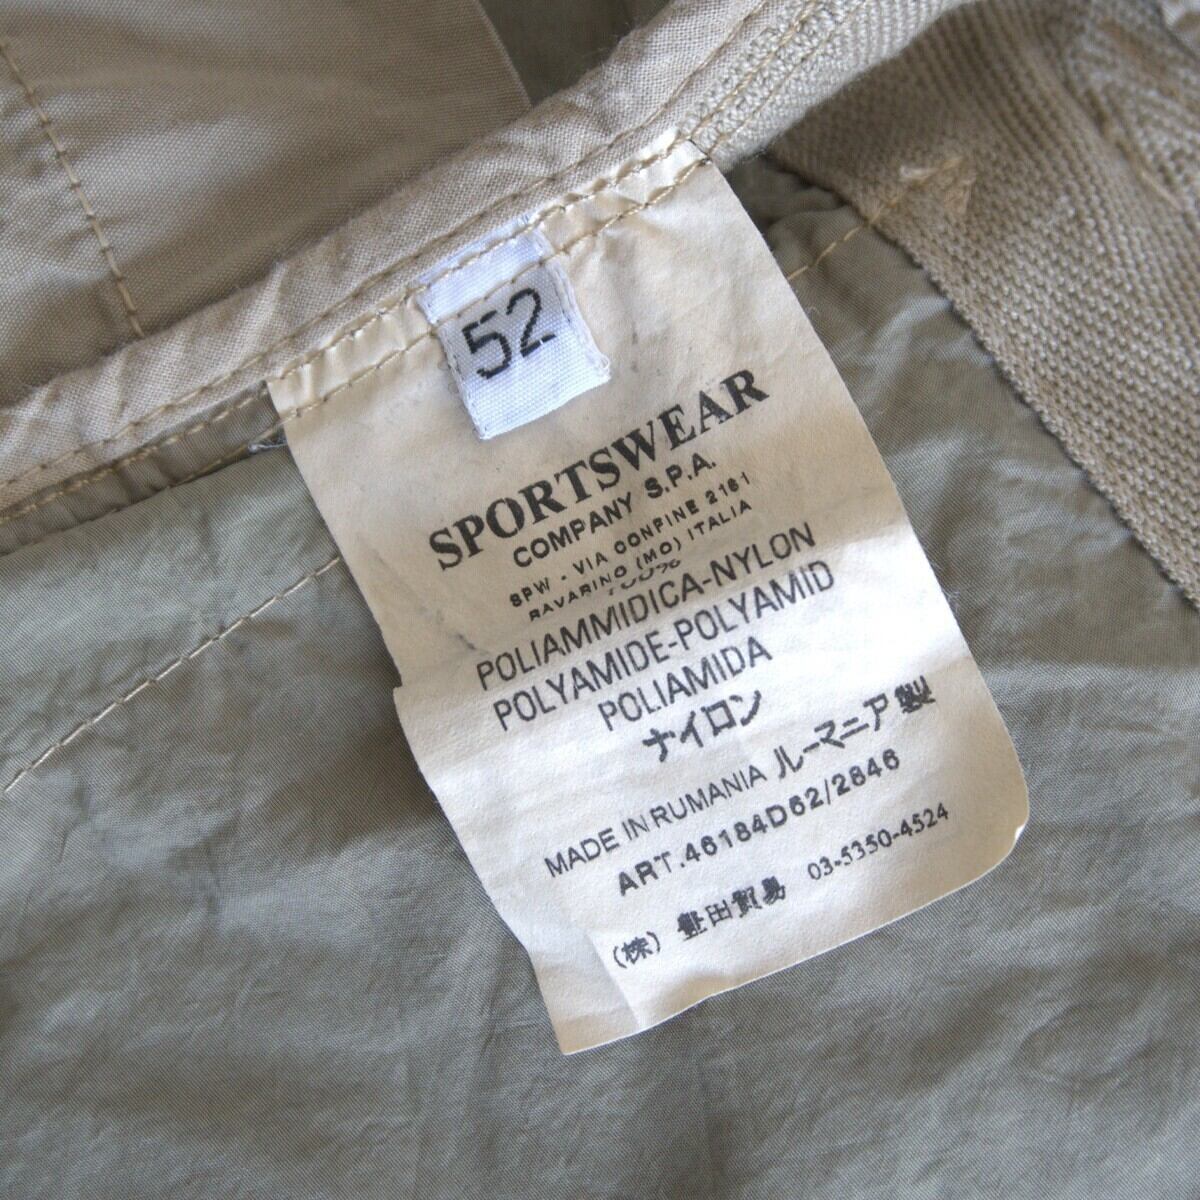 52
SPORTSWEAR
COMPANY S.P.A.
SPW - VIA CONFINE 2161
RAVARINO (MO) ITALIA
100%
POLIAMMIDICA-NYLON
POLYAMIDE-POLYAMID
POLIAMIDA
ナイロン
MADE IN RUMANIA ルーマニア製
ART.46184D62/2846
(株) 豊田貿易 03-5350-4524